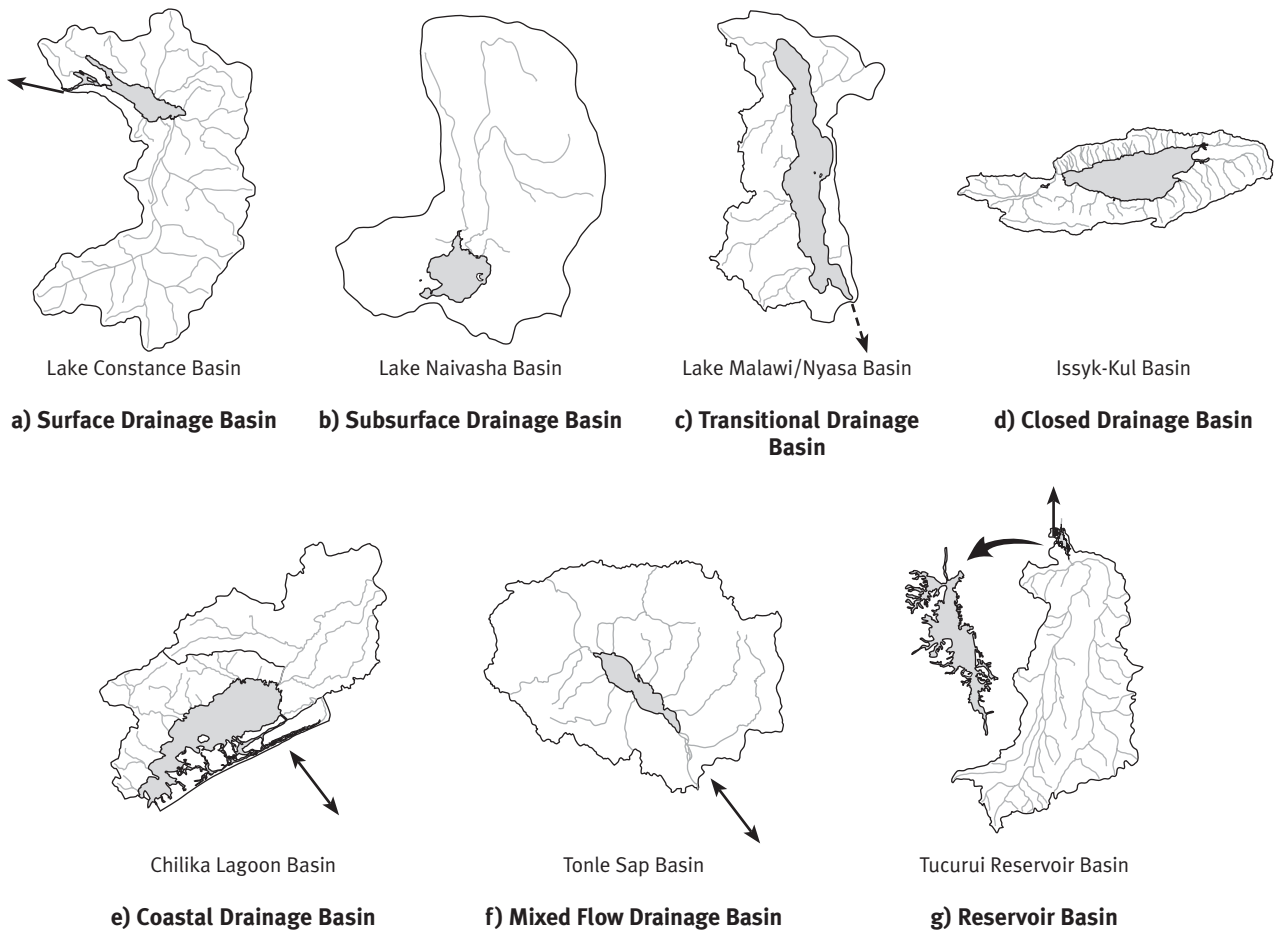 Lake Constance Basin
a) Surface Drainage Basin
Lake Naivasha Basin
b) Subsurface Drainage Basin
Lake Malawi/Nyasa Basin
c) Transitional Drainage
Basin
Issyk-Kul Basin
d) Closed Drainage Basin
Chilika Lagoon Basin
e) Coastal Drainage Basin
Tonle Sap Basin
f) Mixed Flow Drainage Basin
Tucurui Reservoir Basin
g) Reservoir Basin